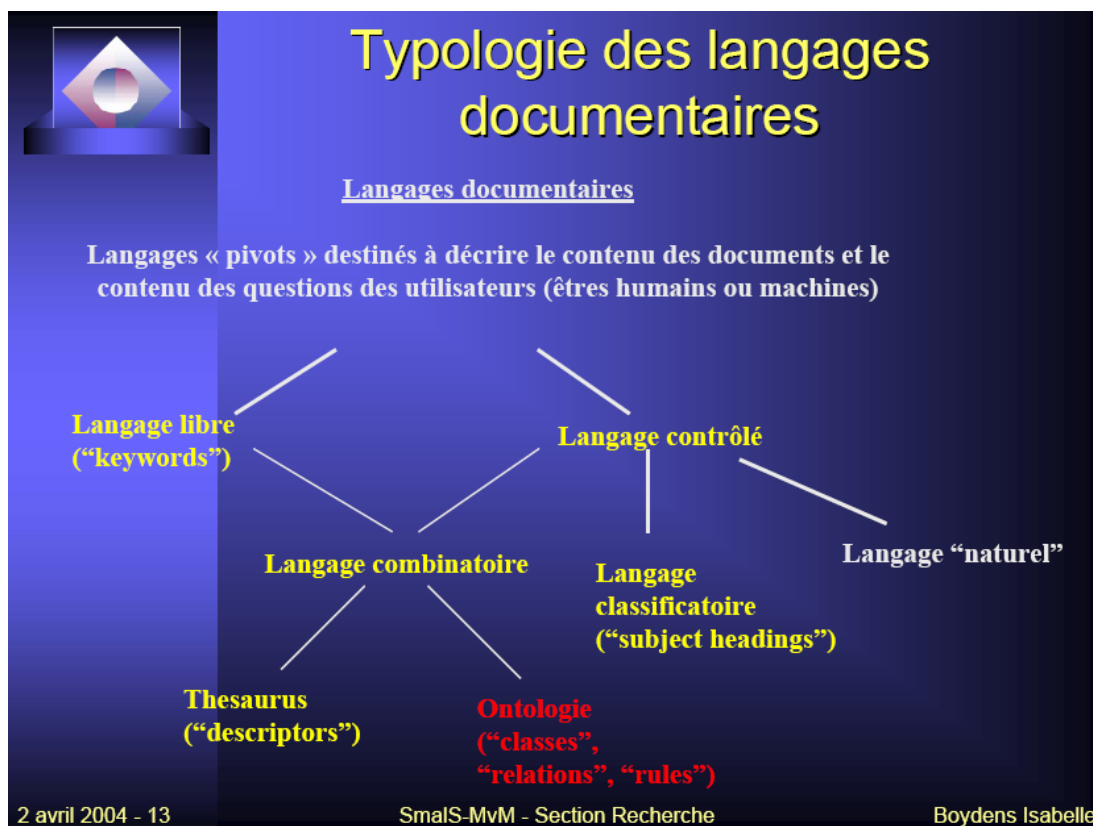 Typologie des langages
documentaires
Langages documentaires
Langages « pivots » destinés à décrire le contenu des documents et le
contenu des questions des utilisateurs (êtres humains ou machines)
Langage libre
(“keywords”)
Langage contrôlé
Langage combinatoire
Langage
classificatoire
(“subject headings”)
Langage “naturel”
Thesaurus
(“descriptors”)
Ontologie
(“classes”,
“relations”, “rules”)
2 avril 2004 - 13
SmalS-MvM - Section Recherche
Boydens Isabelle